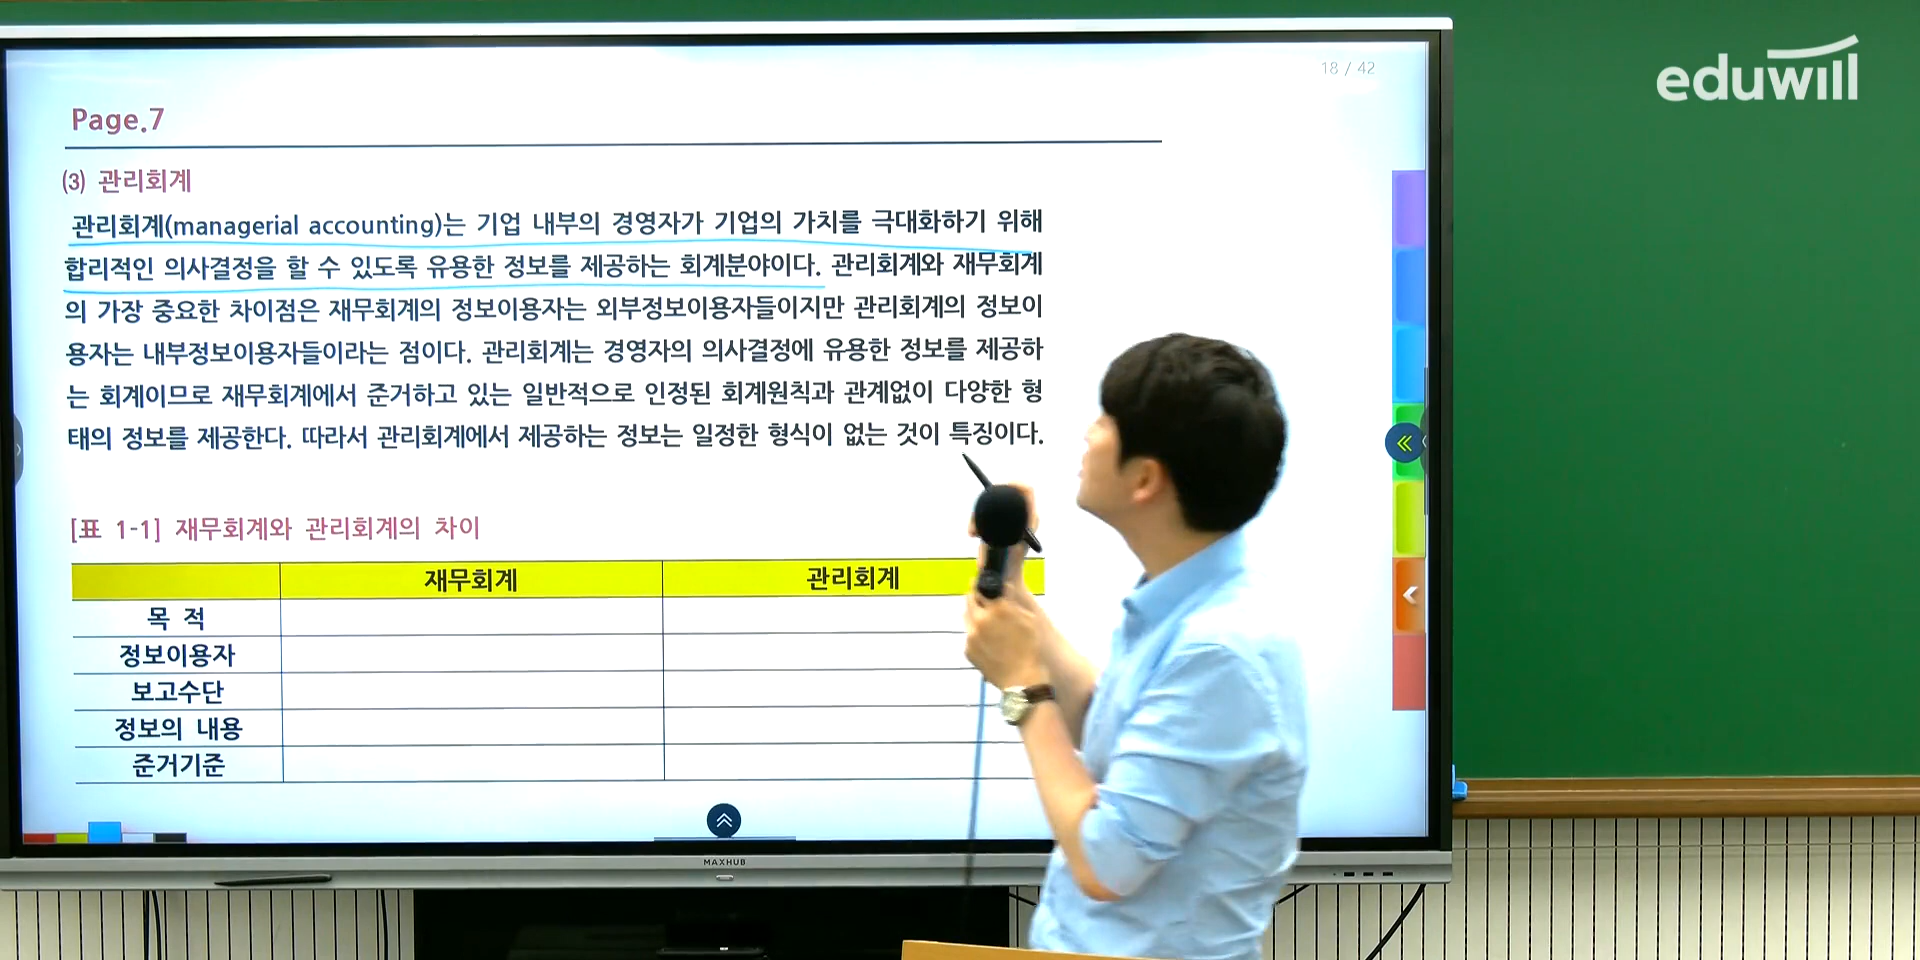 eduwill
18 / 42
Page.7
(3) 관리회계
관리회계(managerial accounting)는 기업 내부의 경영자가 기업의 가치를 극대화하기 위해
합리적인 의사결정을 할 수 있도록 유용한 정보를 제공하는 회계분야이다. 관리회계와 재무회계
의 가장 중요한 차이점은 재무회계의 정보이용자는 외부정보이용자들이지만 관리회계의 정보이
용자는 내부정보이용자들이라는 점이다. 관리회계는 경영자의 의사결정에 유용한 정보를 제공하
는 회계이므로 재무회계에서 준거하고 있는 일반적으로 인정된 회계원칙과 관계없이 다양한 형
태의 정보를 제공한다. 따라서 관리회계에서 제공하는 정보는 일정한 형식이 없는 것이 특징이다.
[표 1-1] 재무회계와 관리회계의 차이
재무회계 관리회계
목 적
정보이용자
보고수단
정보의 내용
준거기준
MAXHUB